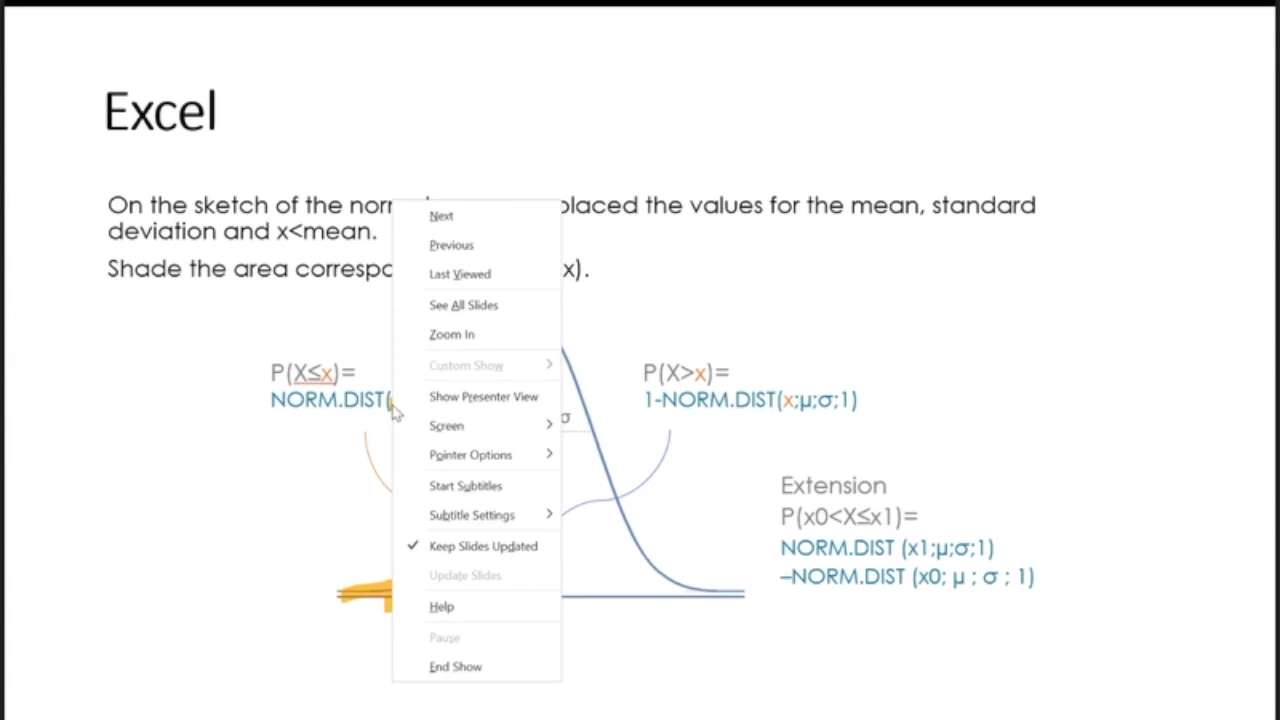 Excel
On the sketch of the norr placed the values for the mean, standard
deviation and x<mean.
Shade the area correspo x).
P(X≤x)=
NORM.DIST(
P(X>x)=
1-NORM.DIST(x;μ;σ;1)
σ
Extension
P(x0<X≤x1)=
NORM.DIST (x1;μ;σ;1)
–NORM.DIST (x0; μ ; σ ; 1)
Next
Previous
Last Viewed
See All Slides
Zoom In
Custom Show
Show Presenter View
Screen
Pointer Options
Start Subtitles
Subtitle Settings
Keep Slides Updated
Update Slides
Help
Pause
End Show